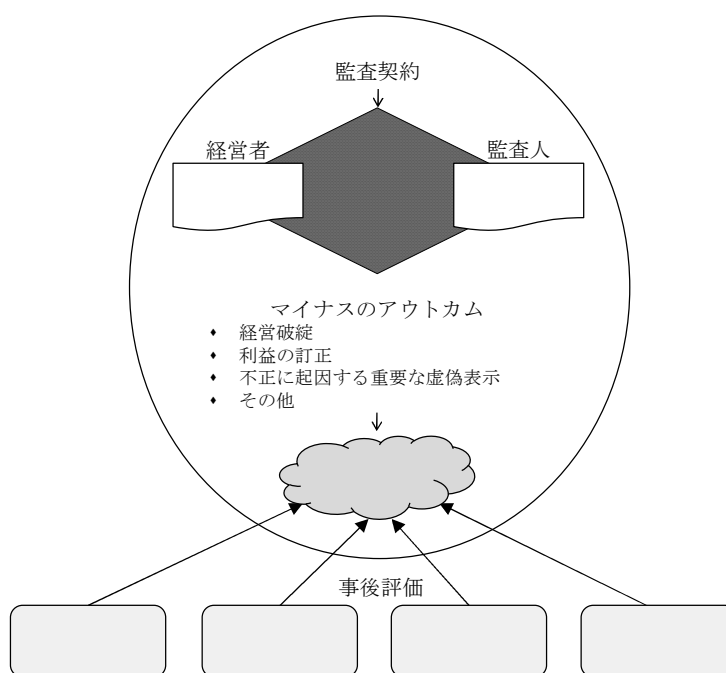 監査契約
経営者
監査人
マイナスのアウトカム
♦ 経営破綻
♦ 利益の訂正
♦ 不正に起因する重要な虚偽表示
♦ その他
事後評価